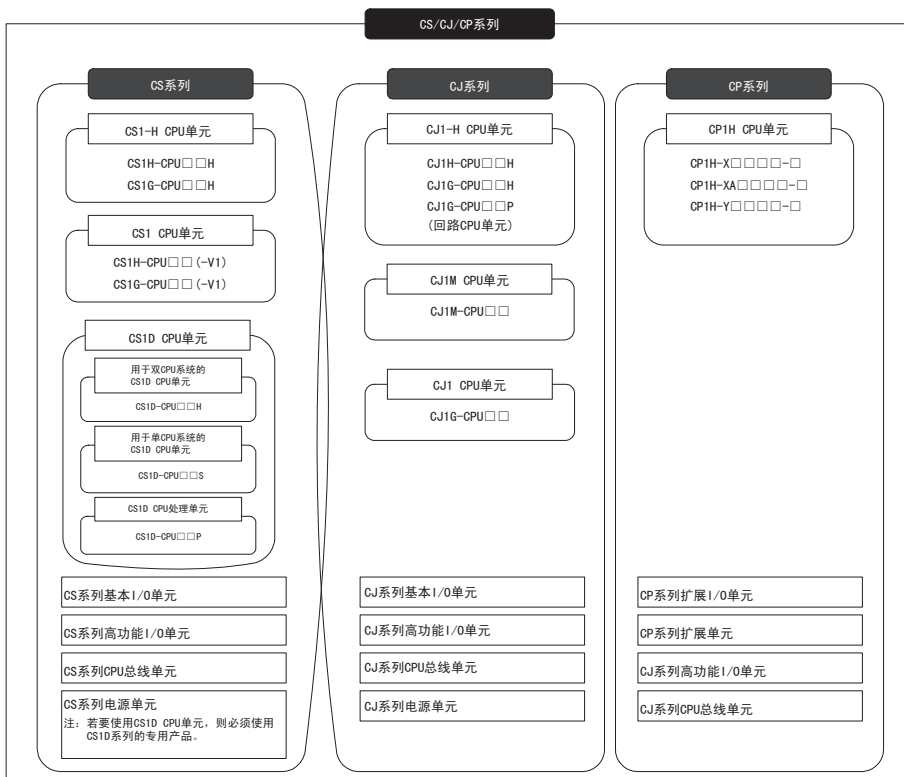 CS/CJ/CP系列
CS系列
CS1-H CPU单元
CS1H-CPU□□H
CS1G-CPU□□H
CS1 CPU单元
CS1H-CPU□□(-V1)
CS1G-CPU□□(-V1)
CS1D CPU单元
用于双CPU系统的
CS1D CPU单元
CS1D-CPU□□H
用于单CPU系统的
CS1D CPU单元
CS1D-CPU□□S
CS1D CPU处理单元
CS1D-CPU□□P
CS系列基本I/O单元
CS系列高功能I/O单元
CS系列CPU总线单元
CS系列电源单元
注: 若要使用CS1D CPU单元，则必须使用
CS1D系列的专用产品。
CJ系列
CJ1-H CPU单元
CJ1H-CPU□□H
CJ1G-CPU□□H
CJ1G-CPU□□P
(回路CPU单元)
CJ1M CPU单元
CJ1M-CPU□□
CJ1 CPU单元
CJ1G-CPU□□
CJ系列基本I/O单元
CJ系列高功能I/O单元
CJ系列CPU总线单元
CJ系列电源单元
CP系列
CP1H CPU单元
CP1H-X□□□□-□
CP1H-XA□□□□-□
CP1H-Y□□□□-□
CP系列扩展I/O单元
CP系列扩展单元
CJ系列高功能I/O单元
CJ系列CPU总线单元